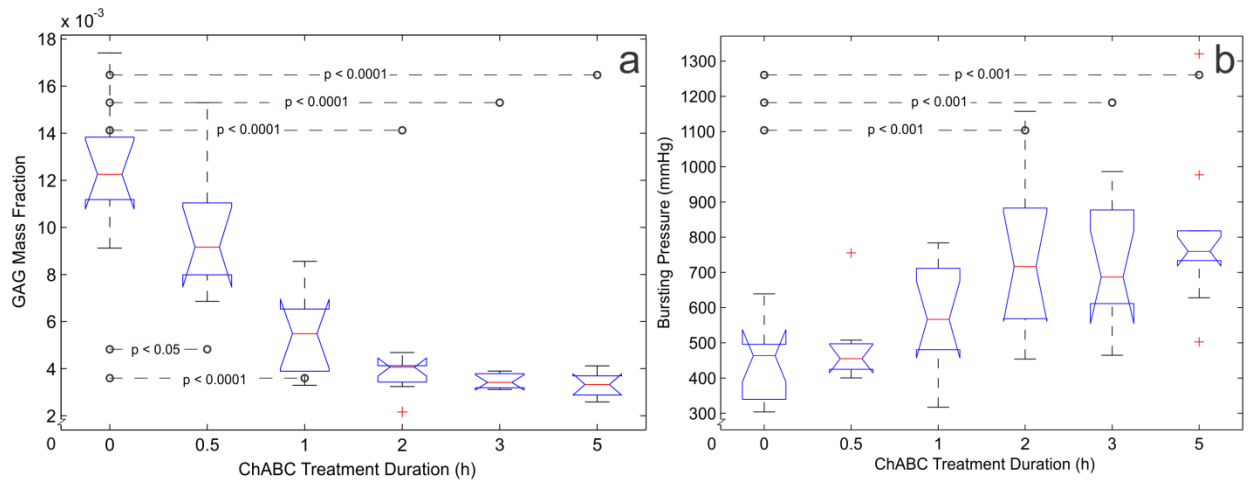 x 10⁻³
a
18
16
14
12
10
8
6
4
2
0
GAG Mass Fraction
p < 0.0001
p < 0.0001
p < 0.0001
p < 0.05
p < 0.0001
0 0.5 1 2 3 5
ChABC Treatment Duration (h)
b
1300
1200
1100
1000
900
800
700
600
500
400
300
0
Bursting Pressure (mmHg)
p < 0.001
p < 0.001
p < 0.001
0 0.5 1 2 3 5
ChABC Treatment Duration (h)